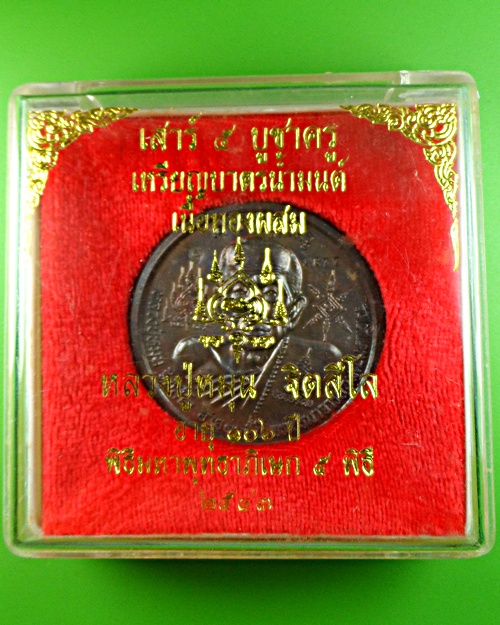 เสาร์ ๕ บูชาครู
เหรียญบาตรน้ำมนต์
เนื้อทองผสม
หลวงปู่หมุน จิตสีโล
อายุ ๑๐๖ ปี
พิธีมหาพุทธาภิเษก ๕ พิธี
๒๕๔๓